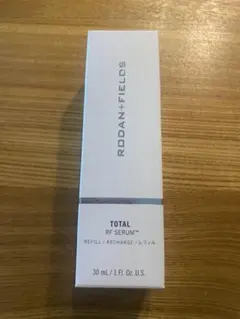 RODAN+FIELDS
TOTAL
RF SERUM™
REFILL + RECHARGE
30 mL / 1 Fl. Oz. U.S.